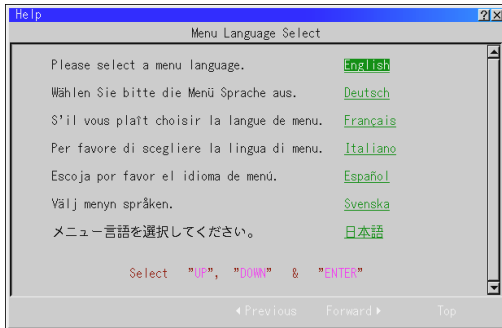 Help
Menu Language Select
Please select a menu language. English
Wählen Sie bitte die Menü Sprache aus. Deutsch
S'il vous plaît choisir la langue de menu. Français
Per favore di scegliere la lingua di menu. Italiano
Escoja por favor el idioma de menú. Español
Välj menyn språken. Svenska
メニュー言語を選択してください。 日本語
Select "UP", "DOWN" & "ENTER"
Previous Forward Top